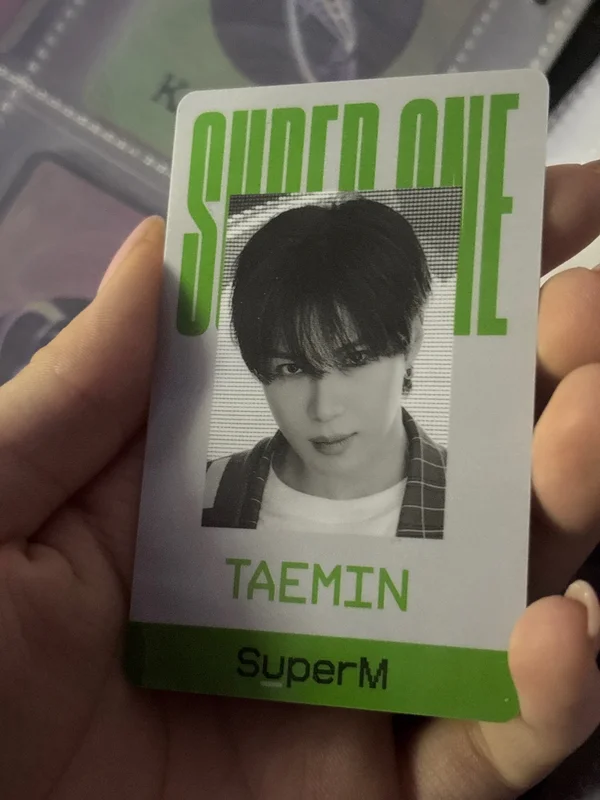 K
SUPER ONE
TAEMIN
SuperM